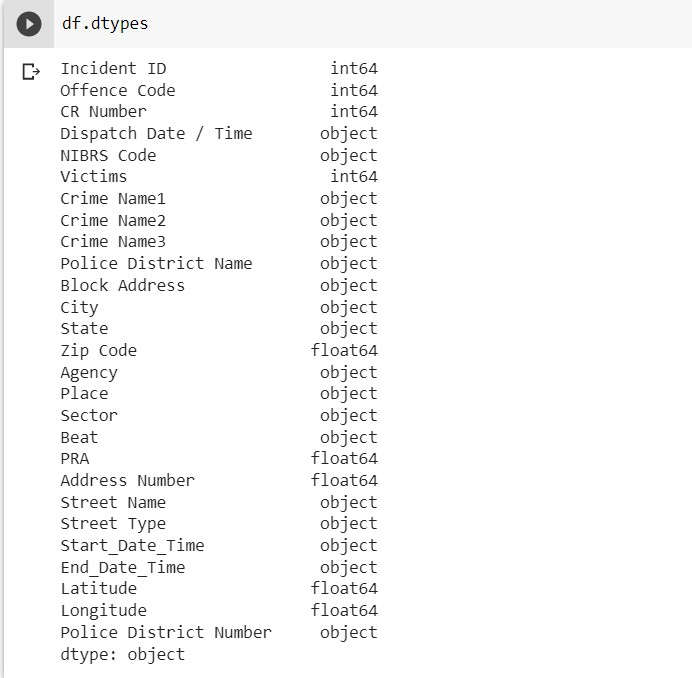 df.dtypes
Incident ID int64
Offence Code int64
CR Number int64
Dispatch Date / Time object
NIBRS Code object
Victims int64
Crime Name1 object
Crime Name2 object
Crime Name3 object
Police District Name object
Block Address object
City object
State object
Zip Code float64
Agency object
Place object
Sector object
Beat object
PRA float64
Address Number float64
Street Name object
Street Type object
Start_Date_Time object
End_Date_Time object
Latitude float64
Longitude float64
Police District Number object
dtype: object